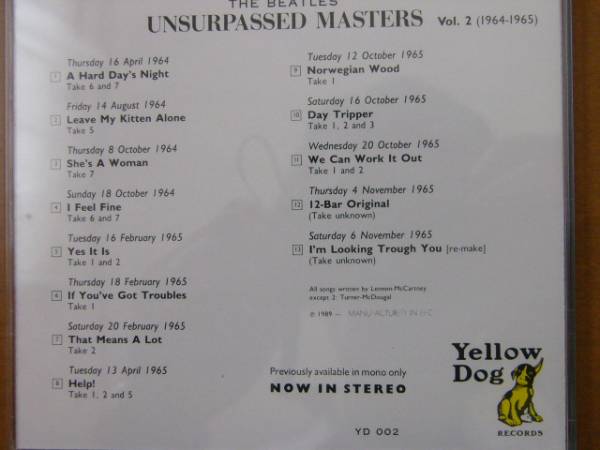 THE BEATLES
UNSURPASSED MASTERS Vol. 2 (1964-1965)
Thursday 16 April 1964
1 A Hard Day's Night
Take 6 and 7
Friday 14 August 1964
2 Leave My Kitten Alone
Take 5
Thursday 8 October 1964
3 She's A Woman
Take 7
Sunday 18 October 1964
4 I Feel Fine
Take 6 and 7
Tuesday 16 February 1965
5 Yes It Is
Take 1 and 2
Thursday 18 February 1965
6 If You've Got Troubles
Take 1
Saturday 20 February 1965
7 That Means A Lot
Take 2
Tuesday 13 April 1965
8 Help!
Take 1, 2 and 5
Tuesday 12 October 1965
9 Norwegian Wood
Take 1
Saturday 16 October 1965
10 Day Tripper
Take 1, 2 and 3
Wednesday 20 October 1965
11 We Can Work It Out
Take 1 and 2
Thursday 4 November 1965
12 12-Bar Original
(Take unknown)
Saturday 6 November 1965
13 I'm Looking Trough You [re-make]
(Take unknown)
All songs written by Lennon-McCartney
except 2: Turner-McDougal
℗ 1989 — MANUFACTURED IN EEC
Previously available in mono only
NOW IN STEREO
Yellow
Dog
RECORDS
YD 002